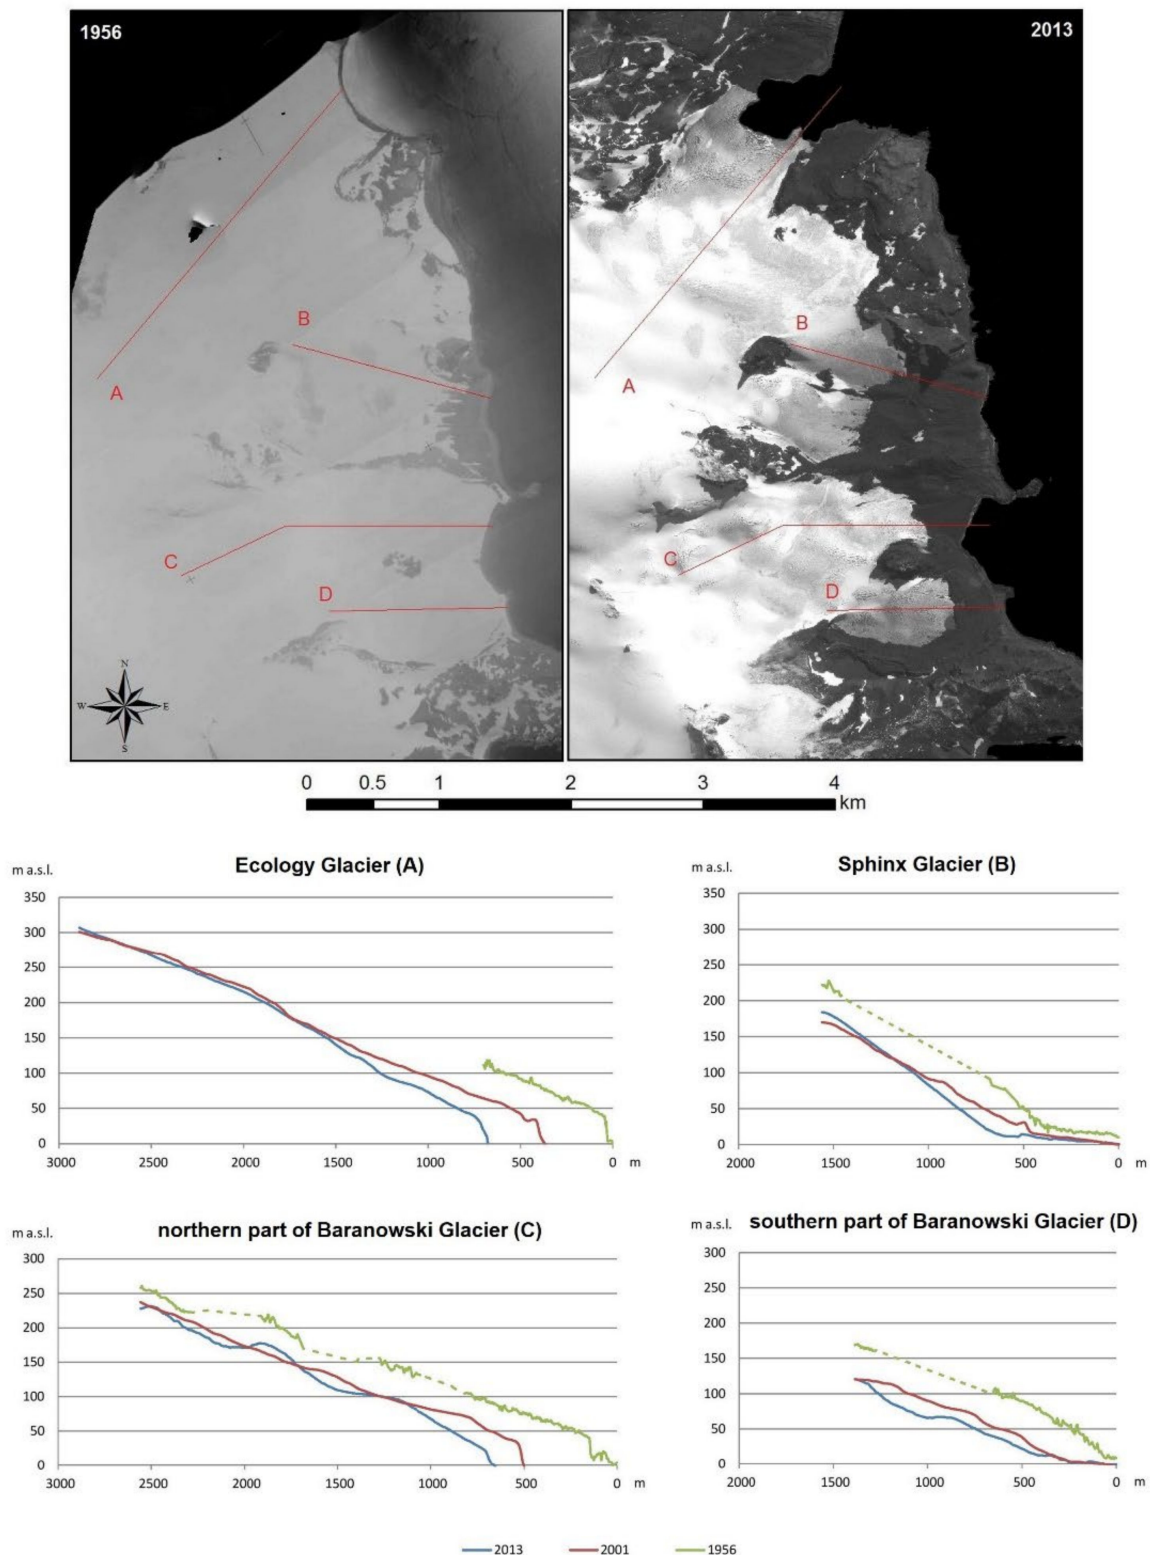 1956
2013
B
B
A
A
C
C
D
D
N
W E
S
0 0.5 1 2 3 4
km
Ecology Glacier (A)
m a.s.l.
350
300
250
200
150
100
50
0
3000 2500 2000 1500 1000 500 0 m
Sphinx Glacier (B)
m a.s.l.
350
300
250
200
150
100
50
0
2000 1500 1000 500 0 m
northern part of Baranowski Glacier (C)
m a.s.l.
300
250
200
150
100
50
0
3000 2500 2000 1500 1000 500 0 m
southern part of Baranowski Glacier (D)
m a.s.l.
300
250
200
150
100
50
0
2000 1500 1000 500 0 m
2013 2001 1956